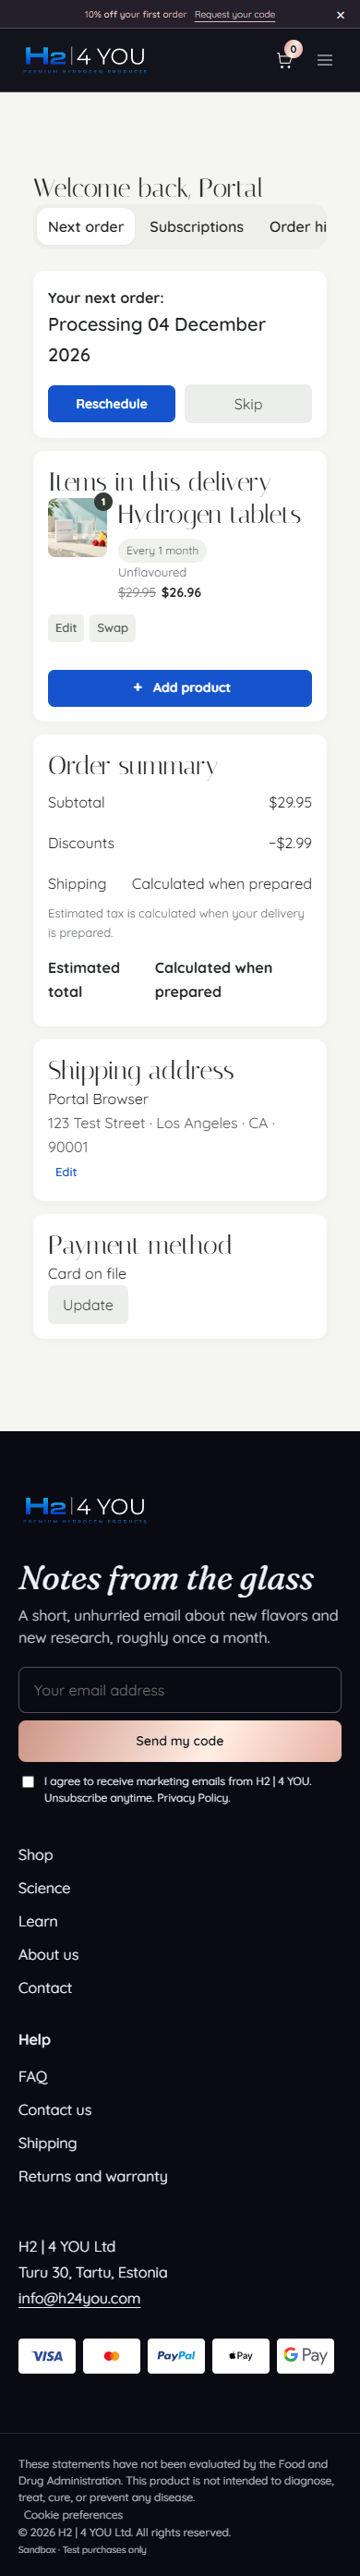 10% off your first order Request your code ×
H2 | 4 YOU
PREMIUM HYDROGEN PRODUCTS
0
Welcome back, Portal
Next order Subscriptions Order hi
Your next order:
Processing 04 December
2026
Reschedule Skip
Items in this delivery
1
Hydrogen tablets
Every 1 month
Unflavoured
$29.95 $26.96
Edit Swap
+ Add product
Order summary
Subtotal $29.95
Discounts −$2.99
Shipping Calculated when prepared
Estimated tax is calculated when your delivery
is prepared.
Estimated Calculated when
total prepared
Shipping address
Portal Browser
123 Test Street · Los Angeles · CA ·
90001
Edit
Payment method
Card on file
Update
H2 | 4 YOU
PREMIUM HYDROGEN PRODUCTS
Notes from the glass
A short, unhurried email about new flavors and
new research, roughly once a month.
Your email address
Send my code
I agree to receive marketing emails from H2 | 4 YOU.
Unsubscribe anytime. Privacy Policy.
Shop
Science
Learn
About us
Contact
Help
FAQ
Contact us
Shipping
Returns and warranty
H2 | 4 YOU Ltd
Turu 30, Tartu, Estonia
info@h24you.com
VISA PayPal Pay G Pay
These statements have not been evaluated by the Food and
Drug Administration. This product is not intended to diagnose,
treat, cure, or prevent any disease.
Cookie preferences
© 2026 H2 | 4 YOU Ltd. All rights reserved.
Sandbox · Test purchases only